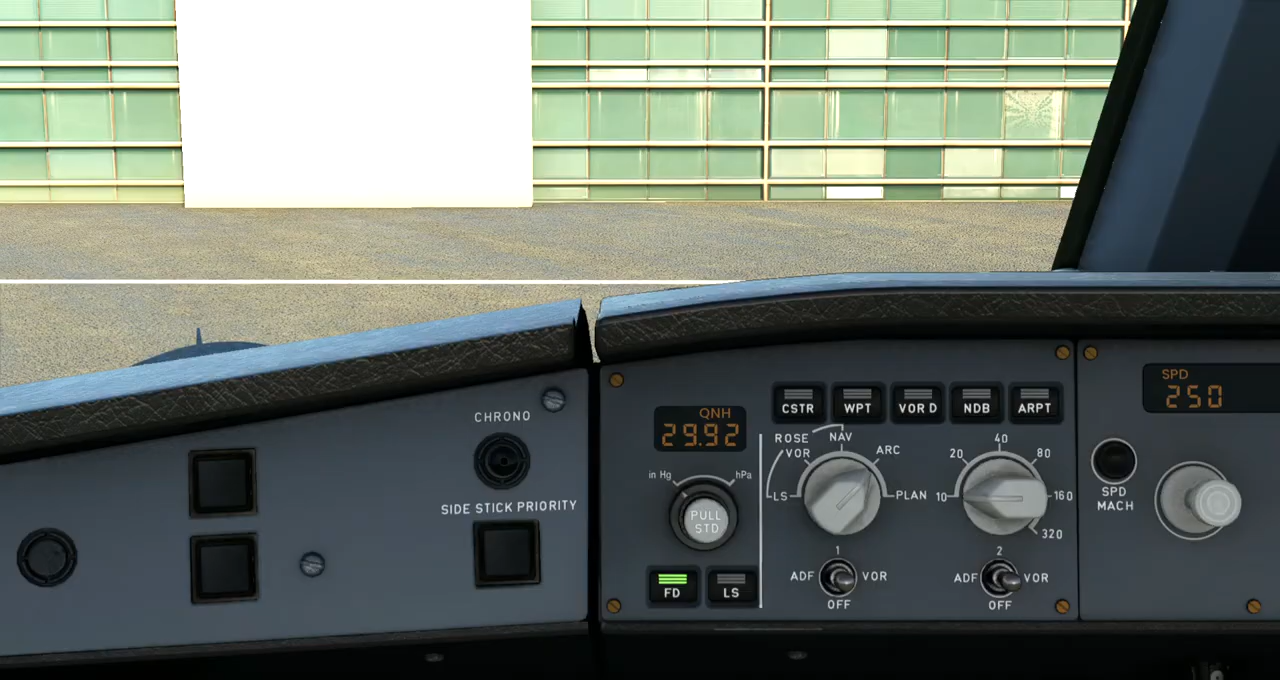 CHRONO
SIDE STICK PRIORITY
QNH
29.92
in Hg hPa
PULL
STD
FD LS
CSTR WPT VOR D NDB ARPT
ROSE NAV
VOR ARC
LS PLAN
1
ADF VOR
OFF
40
20 80
10 160
320
2
ADF VOR
OFF
SPD
250
SPD
MACH